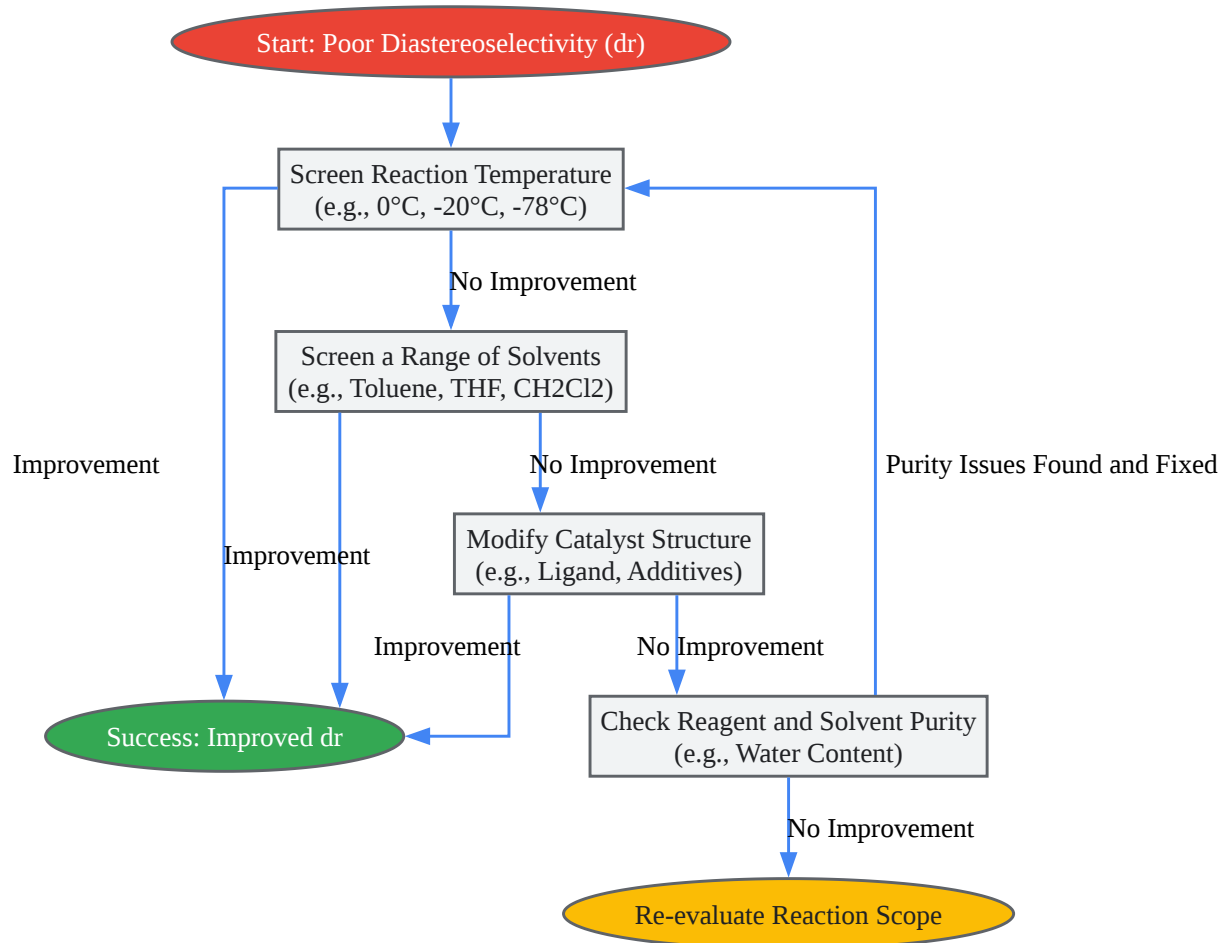 Start: Poor Diastereoselectivity (dr)
Screen Reaction Temperature
(e.g., 0°C, -20°C, -78°C)
No Improvement
Screen a Range of Solvents
(e.g., Toluene, THF, CH2Cl2)
Improvement
No Improvement
Purity Issues Found and Fixed
Modify Catalyst Structure
(e.g., Ligand, Additives)
Improvement
Improvement
No Improvement
Check Reagent and Solvent Purity
(e.g., Water Content)
Success: Improved dr
No Improvement
Re-evaluate Reaction Scope